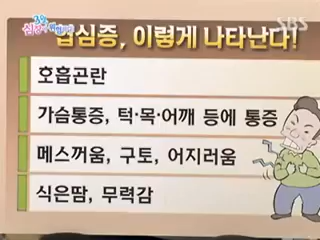 SBS
협심증, 이렇게 나타난다!
호흡곤란
가슴통증, 턱·목·어깨 등에 통증
메스꺼움, 구토, 어지러움
식은땀, 무력감